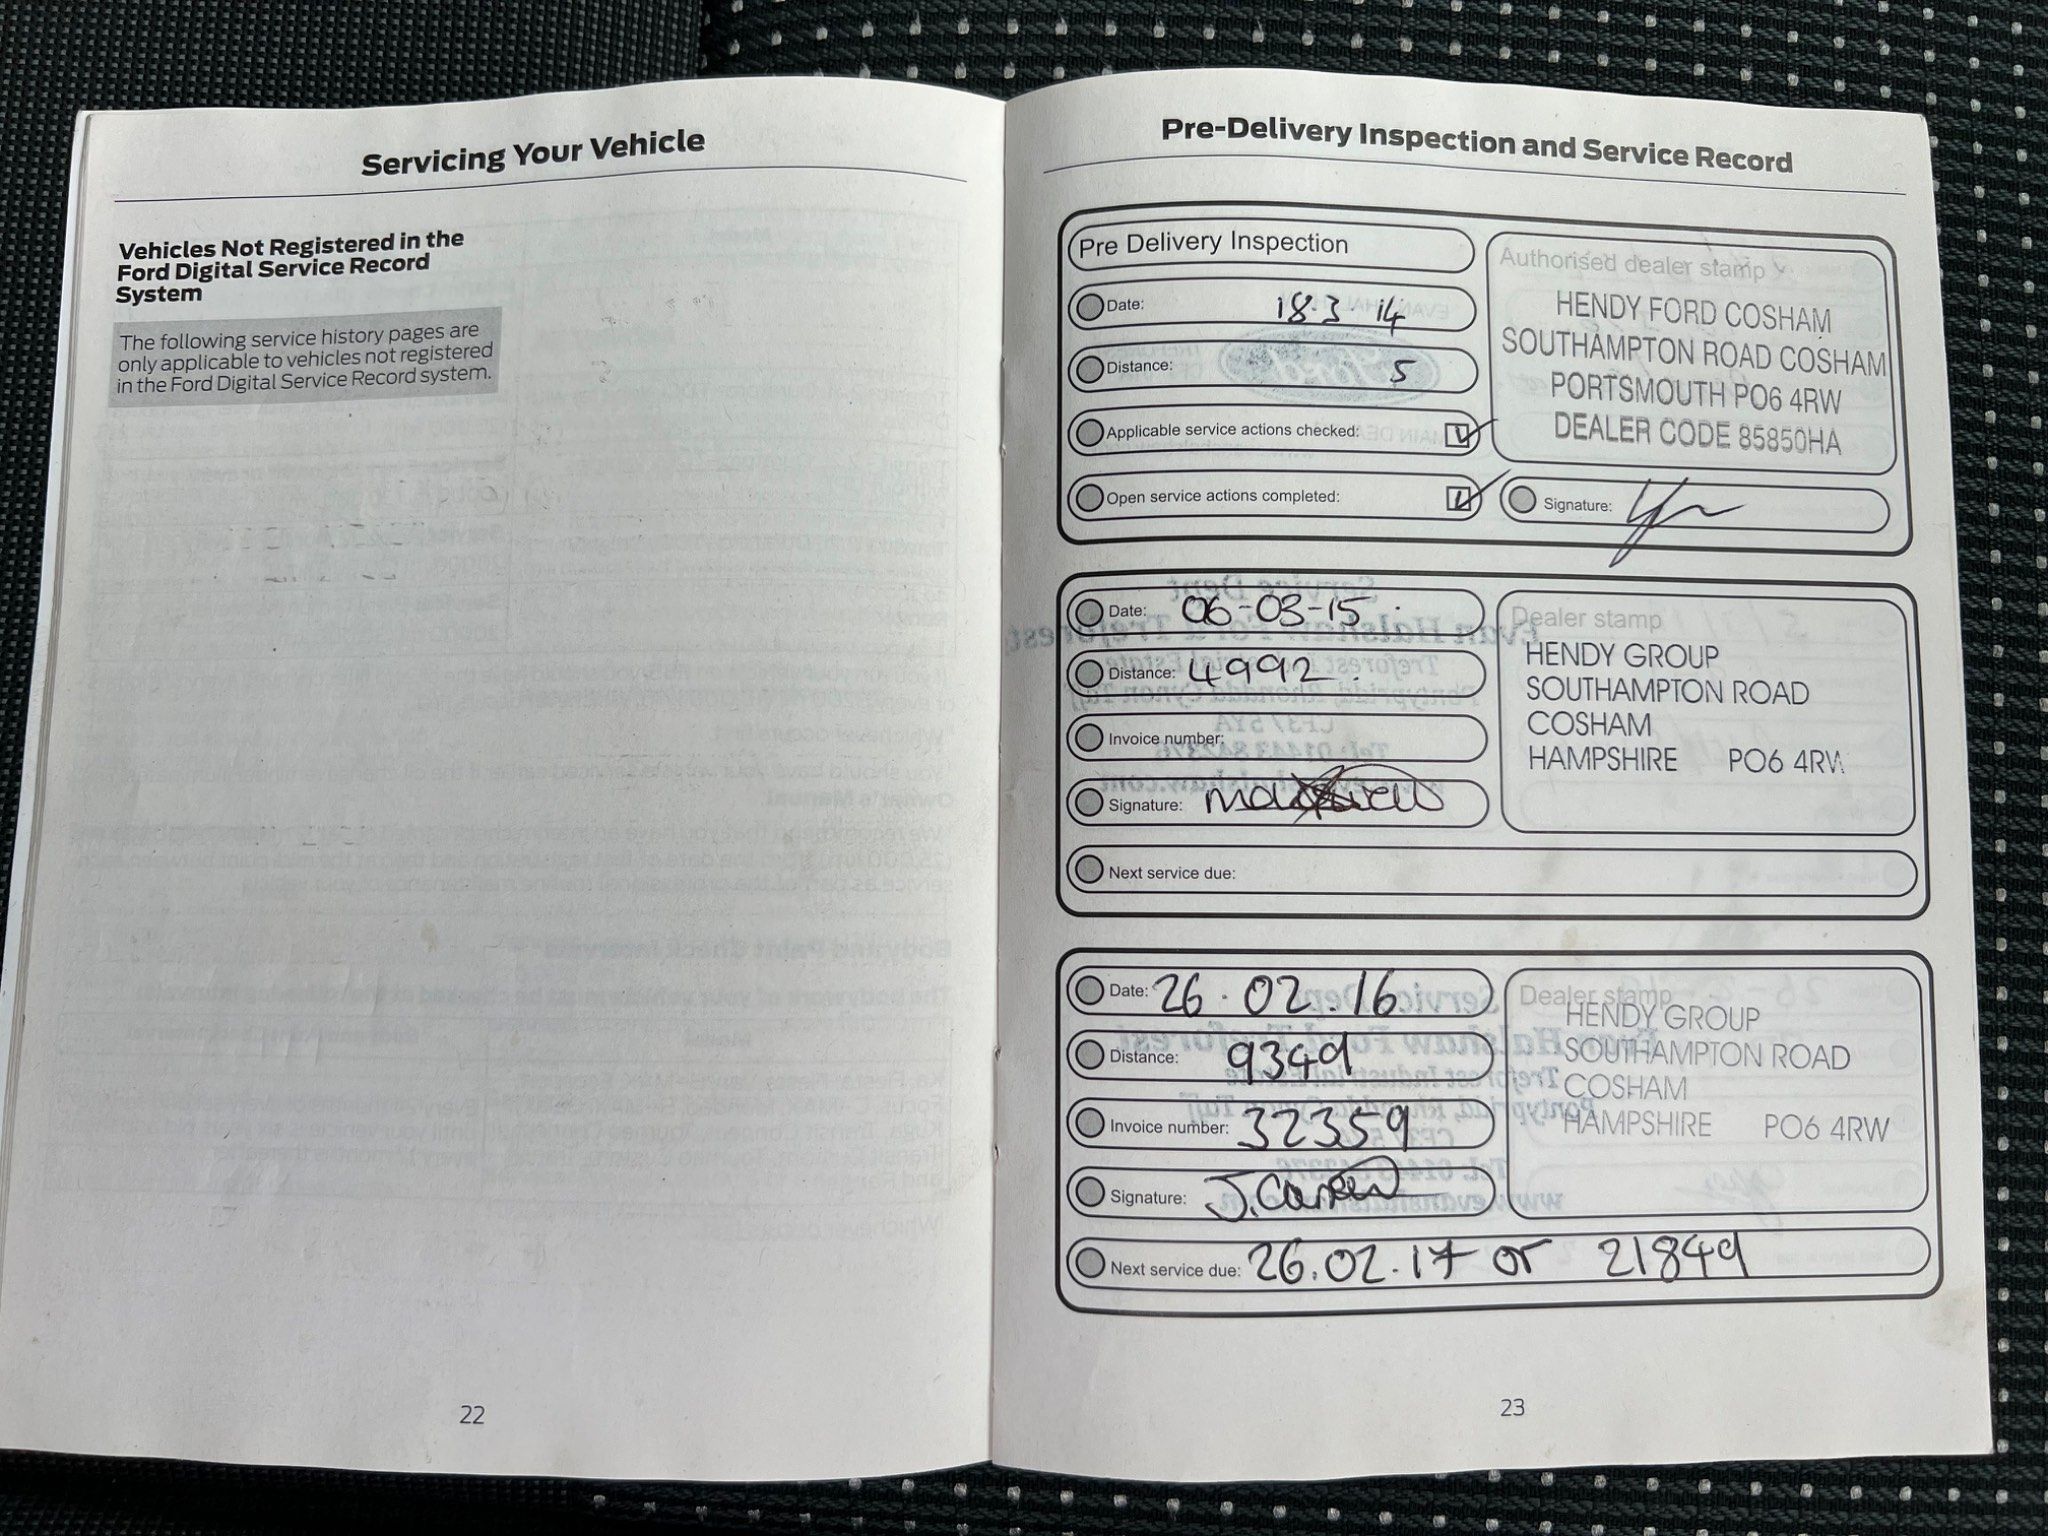 Servicing Your Vehicle
Vehicles Not Registered in the
Ford Digital Service Record
System
The following service history pages are
only applicable to vehicles not registered
in the Ford Digital Service Record system.
22
Pre-Delivery Inspection and Service Record
Pre Delivery Inspection
Date: 18.3.14
Distance: 5
Applicable service actions checked:
Open service actions completed:
Authorised dealer stamp
HENDY FORD COSHAM
SOUTHAMPTON ROAD COSHAM
PORTSMOUTH PO6 4RW
DEALER CODE 85850HA
Signature:
Date: 06-03-15
Distance: 4992
Invoice number:
Signature:
Next service due:
Dealer stamp
HENDY GROUP
SOUTHAMPTON ROAD
COSHAM
HAMPSHIRE PO6 4RW
Date: 26.02.16
Distance: 9349
Invoice number: 32359
Signature:
Next service due: 26.02.17 or 21849
Dealer stamp
HENDY GROUP
SOUTHAMPTON ROAD
COSHAM
HAMPSHIRE PO6 4RW
23